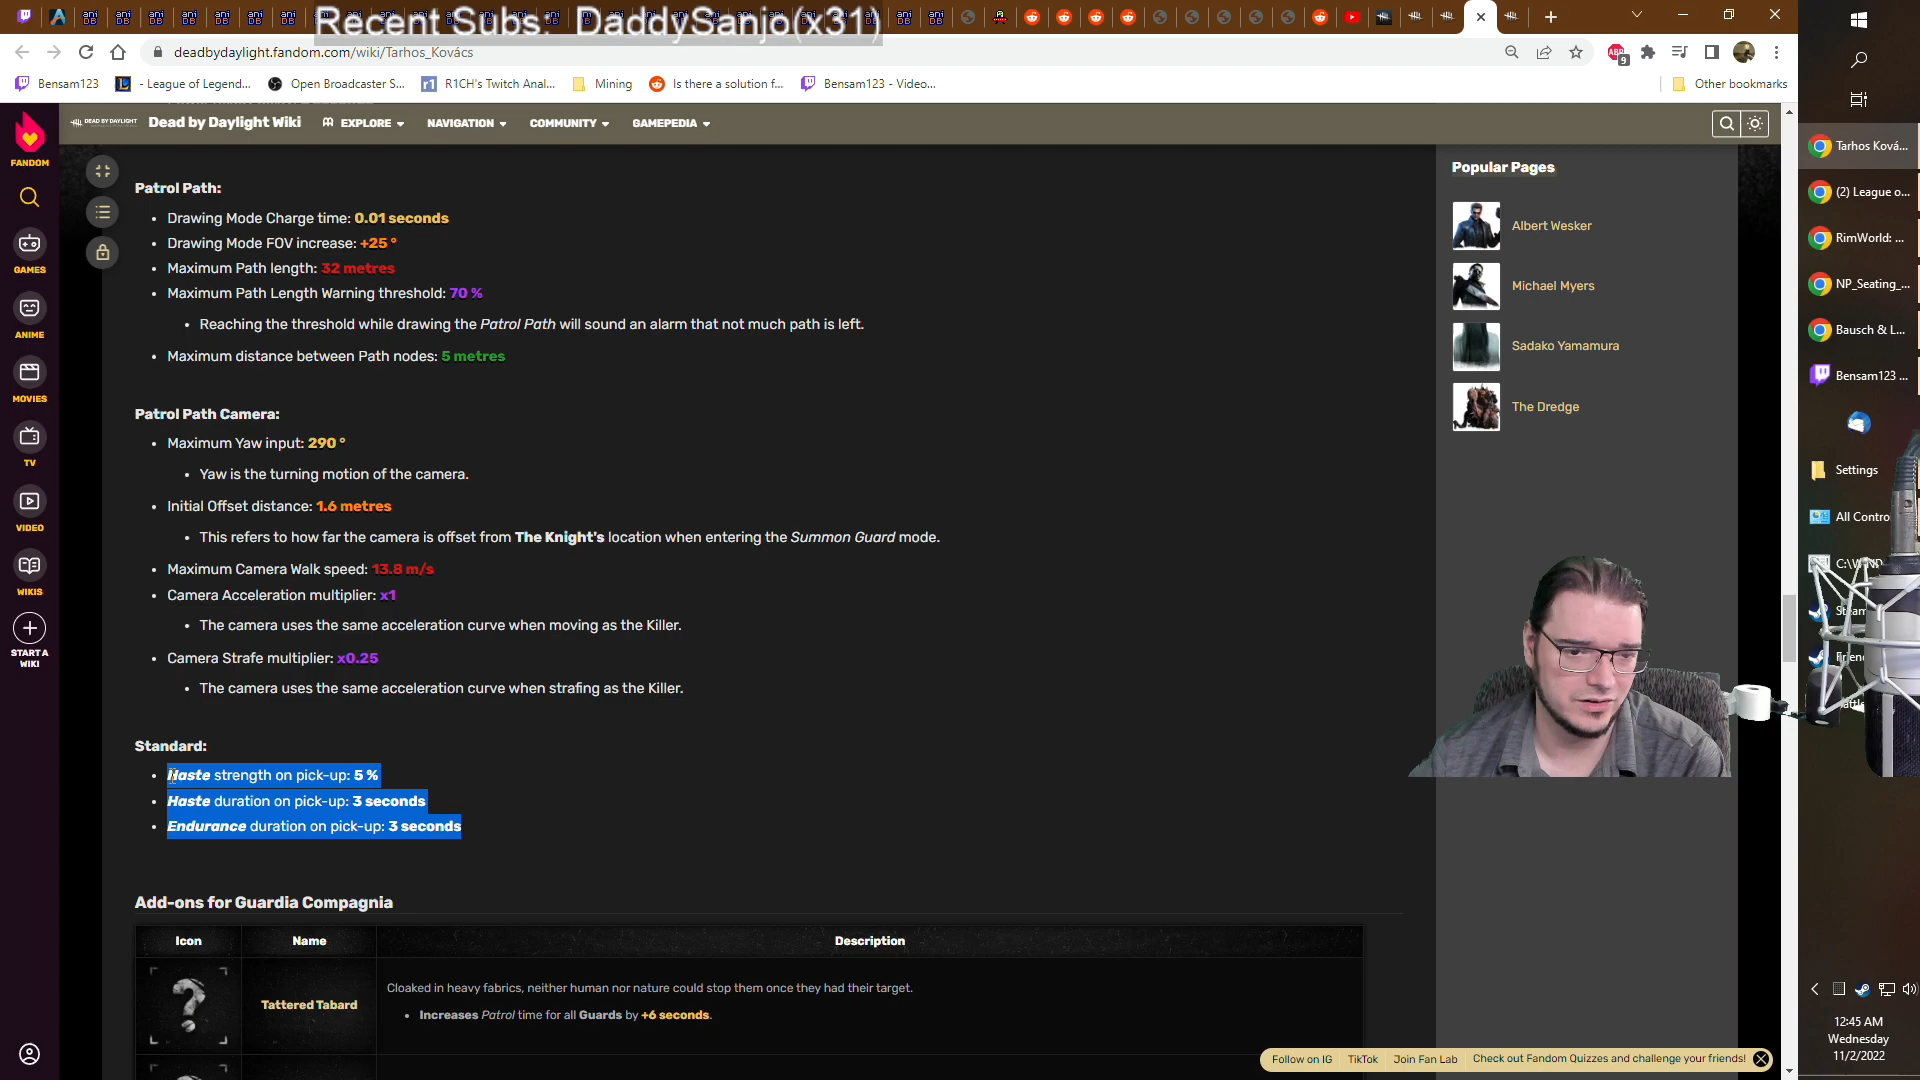 Recent Subs: DaddySanjo(x31)
deadbydaylight.fandom.com/wiki/Tarhos_Kovács
Bensam123
- League of Legend...
Open Broadcaster S...
R1CH's Twitch Anal...
Mining
Is there a solution f...
Bensam123 - Video...
Other bookmarks
FANDOM
GAMES
ANIME
MOVIES
TV
VIDEO
WIKIS
START A
WIKI
DEAD BY DAYLIGHT
Dead by Daylight Wiki
EXPLORE
NAVIGATION
COMMUNITY
GAMEPEDIA
Patrol Path:
Drawing Mode Charge time: 0.01 seconds
Drawing Mode FOV increase: +25 °
Maximum Path length: 32 metres
Maximum Path Length Warning threshold: 70 %
Reaching the threshold while drawing the Patrol Path will sound an alarm that not much path is left.
Maximum distance between Path nodes: 5 metres
Patrol Path Camera:
Maximum Yaw input: 290 °
Yaw is the turning motion of the camera.
Initial Offset distance: 1.6 metres
This refers to how far the camera is offset from The Knight's location when entering the Summon Guard mode.
Maximum Camera Walk speed: 13.8 m/s
Camera Acceleration multiplier: x1
The camera uses the same acceleration curve when moving as the Killer.
Camera Strafe multiplier: x0.25
The camera uses the same acceleration curve when strafing as the Killer.
Standard:
Haste strength on pick-up: 5 %
Haste duration on pick-up: 3 seconds
Endurance duration on pick-up: 3 seconds
Add-ons for Guardia Compagnia
Icon
Name
Description
Tattered Tabard
Cloaked in heavy fabrics, neither human nor nature could stop them once they had their target.
Increases Patrol time for all Guards by +6 seconds.
Popular Pages
Albert Wesker
Michael Myers
Sadako Yamamura
The Dredge
Follow on IG
TikTok
Join Fan Lab
Check out Fandom Quizzes and challenge your friends!
Tarhos Ková...
(2) League o...
RimWorld: ...
NP_Seating_...
Bausch & L...
Bensam123 ...
Settings
All Contro
Steam
12:45 AM
Wednesday
11/2/2022